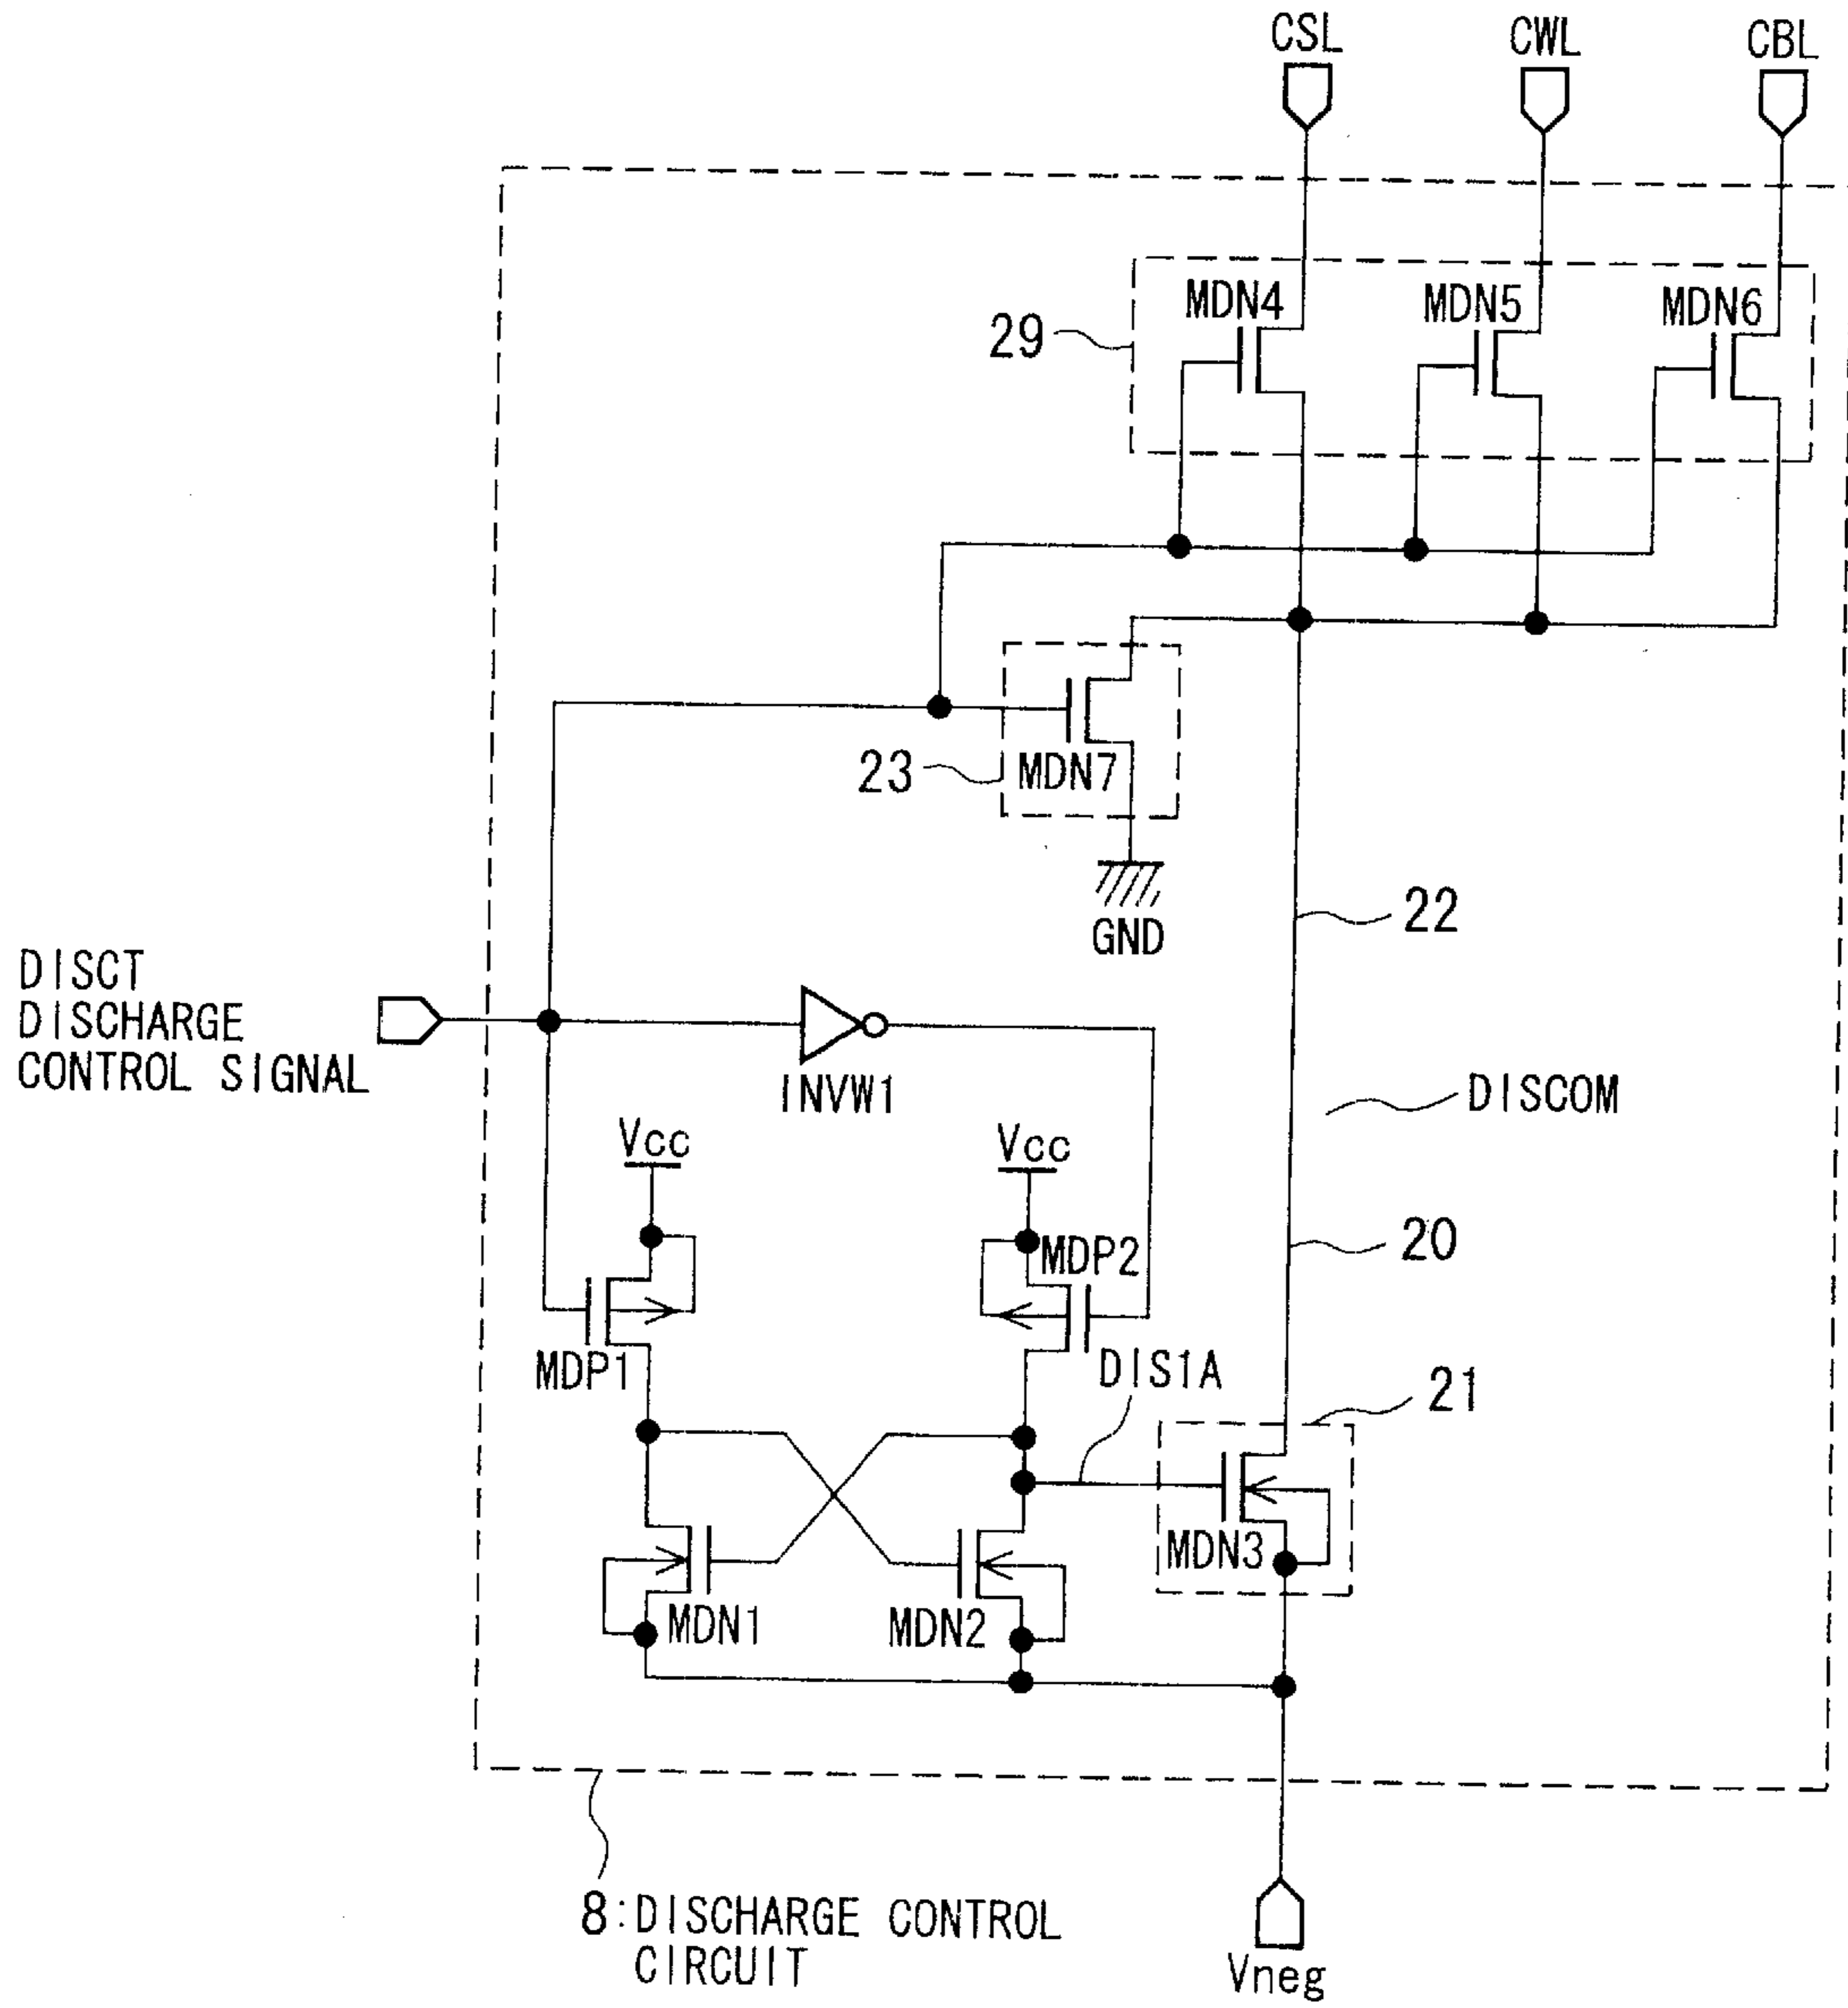 CSL
CWL
CBL
MDN4
MDN5
MDN6
29
23
MDN7
GND
22
DISCT
DISCHARGE
CONTROL SIGNAL
INVW1
DISCOM
Vcc
Vcc
20
MDP2
MDP1
DIS1A
21
MDN3
MDN1
MDN2
8:DISCHARGE CONTROL
CIRCUIT
Vneg